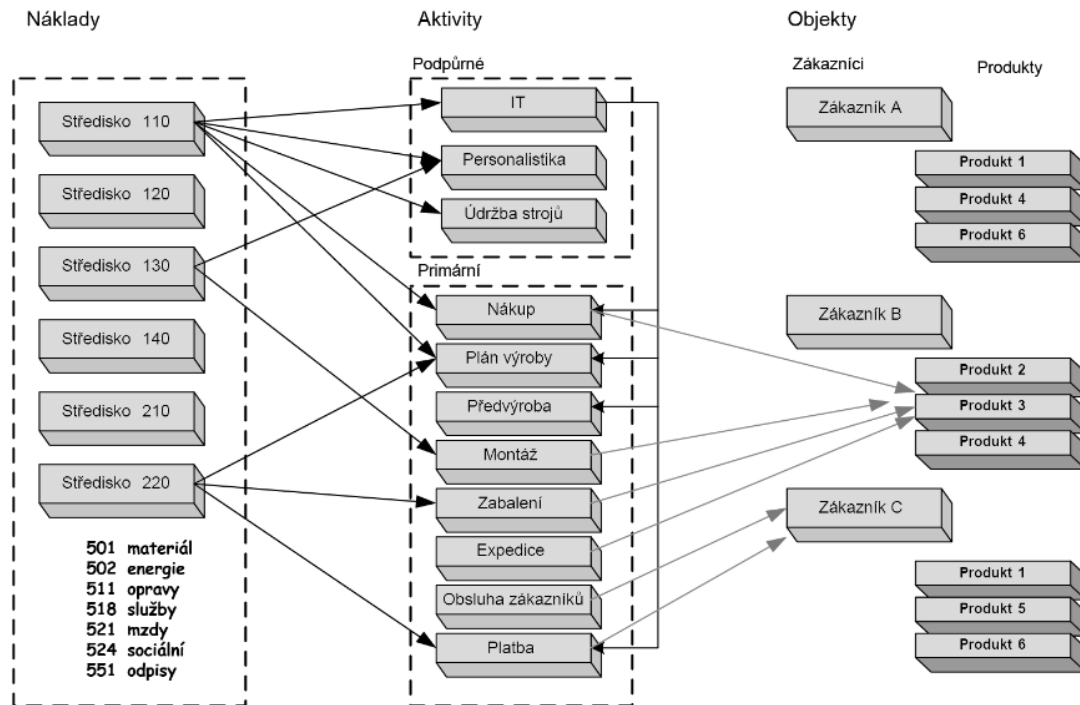 Náklady
Středisko 110
Středisko 120
Středisko 130
Středisko 140
Středisko 210
Středisko 220
501 materiál
502 energie
511 opravy
518 služby
521 mzdy
524 sociální
551 odpisy
Aktivity
Podpůrné
IT
Personalistika
Údržba strojů
Primární
Nákup
Plán výroby
Předvýroba
Montáž
Zabalení
Expedice
Obsluha zákazníků
Platba
Objekty
Zákazníci
Produkty
Zákazník A
Produkt 1
Produkt 4
Produkt 6
Zákazník B
Produkt 2
Produkt 3
Produkt 4
Zákazník C
Produkt 1
Produkt 5
Produkt 6